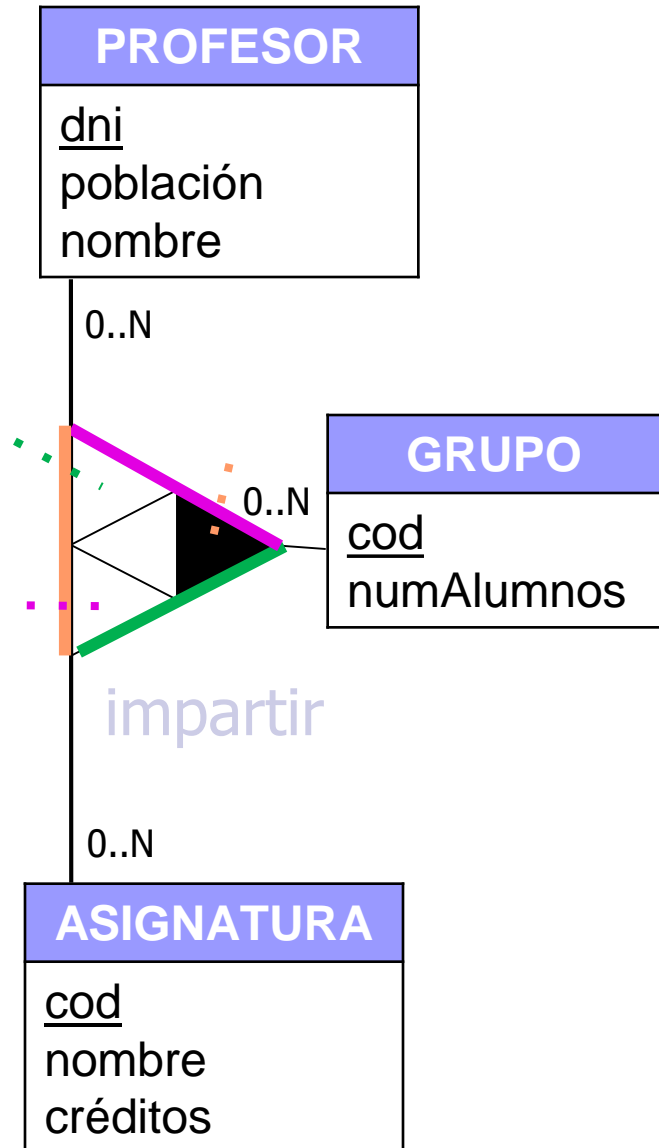 PROFESOR
dni
población
nombre
0..N
0..N
GRUPO
cod
numAlumnos
impartir
0..N
ASIGNATURA
cod
nombre
créditos